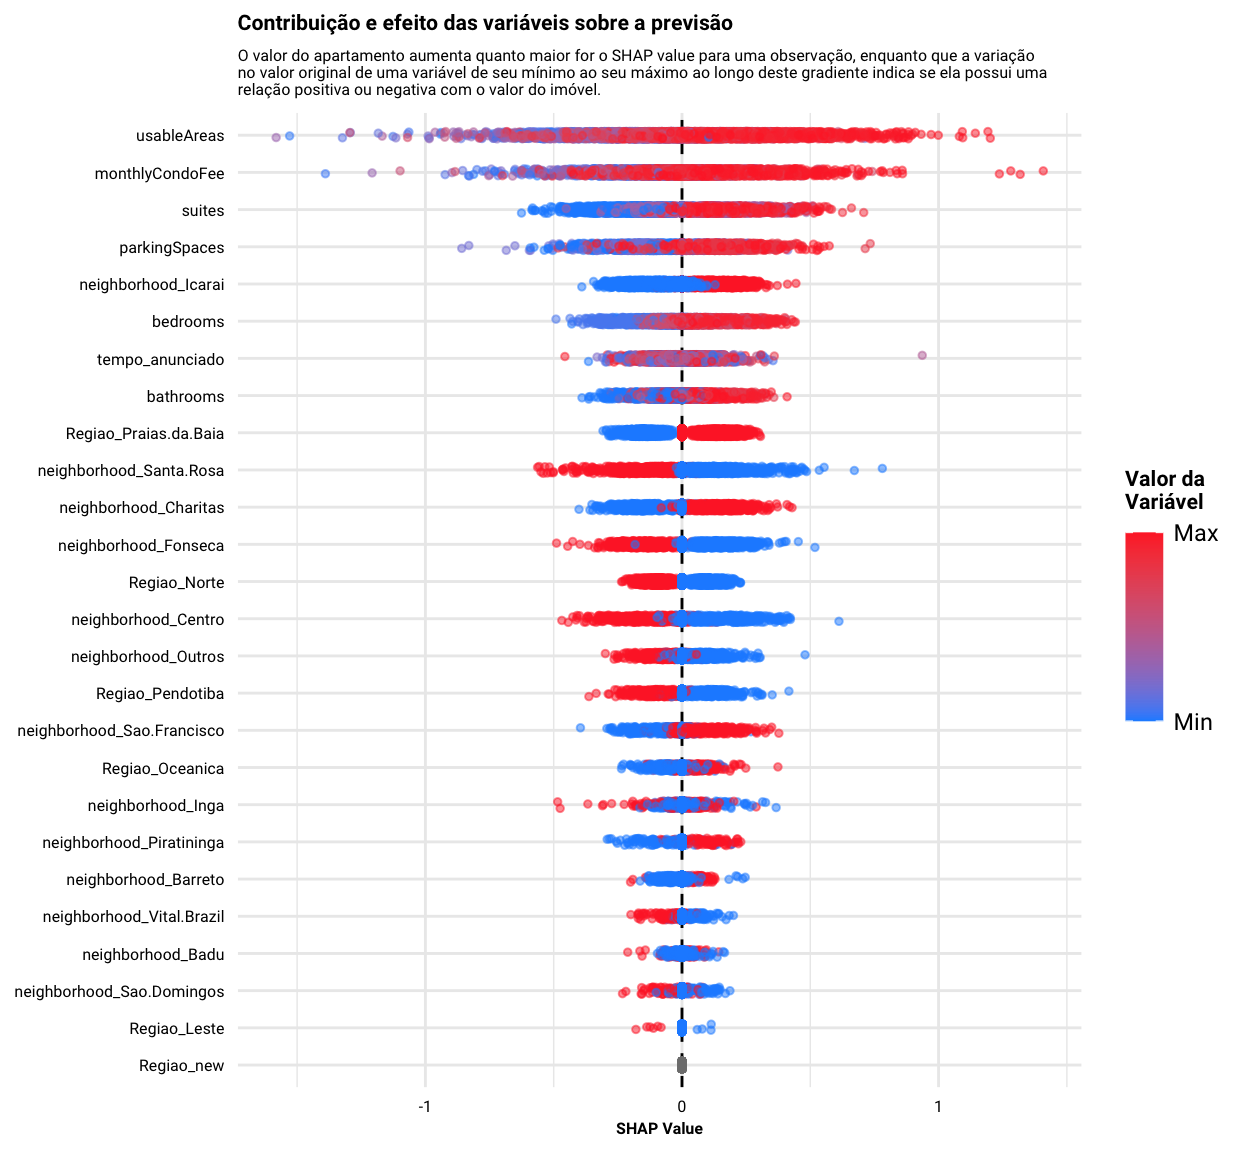 Contribuição e efeito das variáveis sobre a previsão
O valor do apartamento aumenta quanto maior for o SHAP value para uma observação, enquanto que a variação
no valor original de uma variável de seu mínimo ao seu máximo ao longo deste gradiente indica se ela possui uma
relação positiva ou negativa com o valor do imóvel.
usableAreas
monthlyCondoFee
suites
parkingSpaces
neighborhood_Icarai
bedrooms
tempo_anunciado
bathrooms
Regiao_Praias.da.Baia
neighborhood_Santa.Rosa
neighborhood_Charitas
neighborhood_Fonseca
Regiao_Norte
neighborhood_Centro
neighborhood_Outros
Regiao_Pendotiba
neighborhood_Sao.Francisco
Regiao_Oceanica
neighborhood_Inga
neighborhood_Piratininga
neighborhood_Barreto
neighborhood_Vital.Brazil
neighborhood_Badu
neighborhood_Sao.Domingos
Regiao_Leste
Regiao_new
-1
0
1
SHAP Value
Valor da
Variável
Max
Min